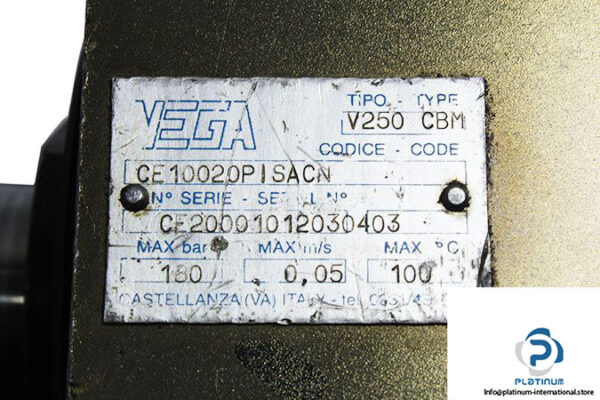 VEGA
TIPO - TYPE
V250 CBM
CODICE - CODE
CE10020PISACN
N° SERIE - N°
CE20001012030403
MAX bar MAX m/s MAX °C
180 0,05 100
CASTELLANZA (VA) ITALY - tel.
PLATINUM
Info@platinum-international.store